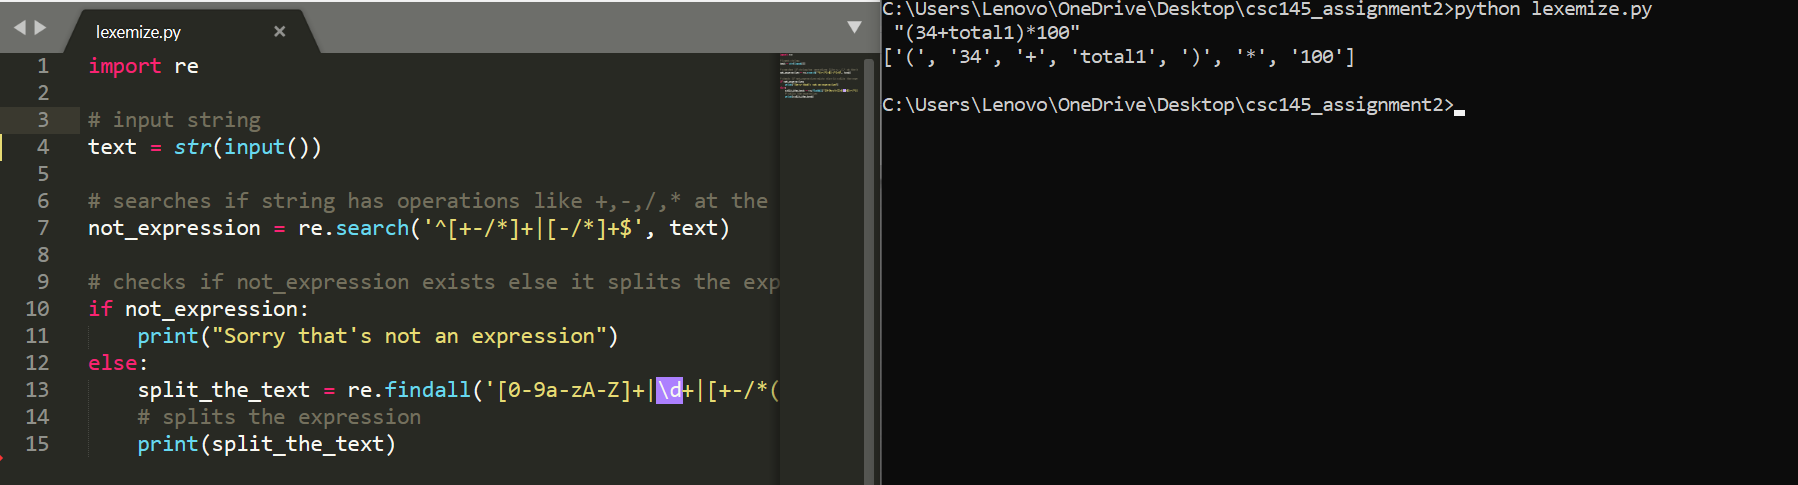 lexemize.py
1 import re
2
3 # input string
4 text = str(input())
5
6 # searches if string has operations like +,-,/,* at the
7 not_expression = re.search('^[+-/*]+|[-/*]+$', text)
8
9 # checks if not_expression exists else it splits the exp
10 if not_expression:
11     print("Sorry that's not an expression")
12 else:
13     split_the_text = re.findall('[0-9a-zA-Z]+|\d+|[+-/*(
14     # splits the expression
15     print(split_the_text)
C:\Users\Lenovo\OneDrive\Desktop\csc145_assignment2>python lexemize.py
 "(34+total1)*100"
['(', '34', '+', 'total1', ')', '*', '100']
C:\Users\Lenovo\OneDrive\Desktop\csc145_assignment2>